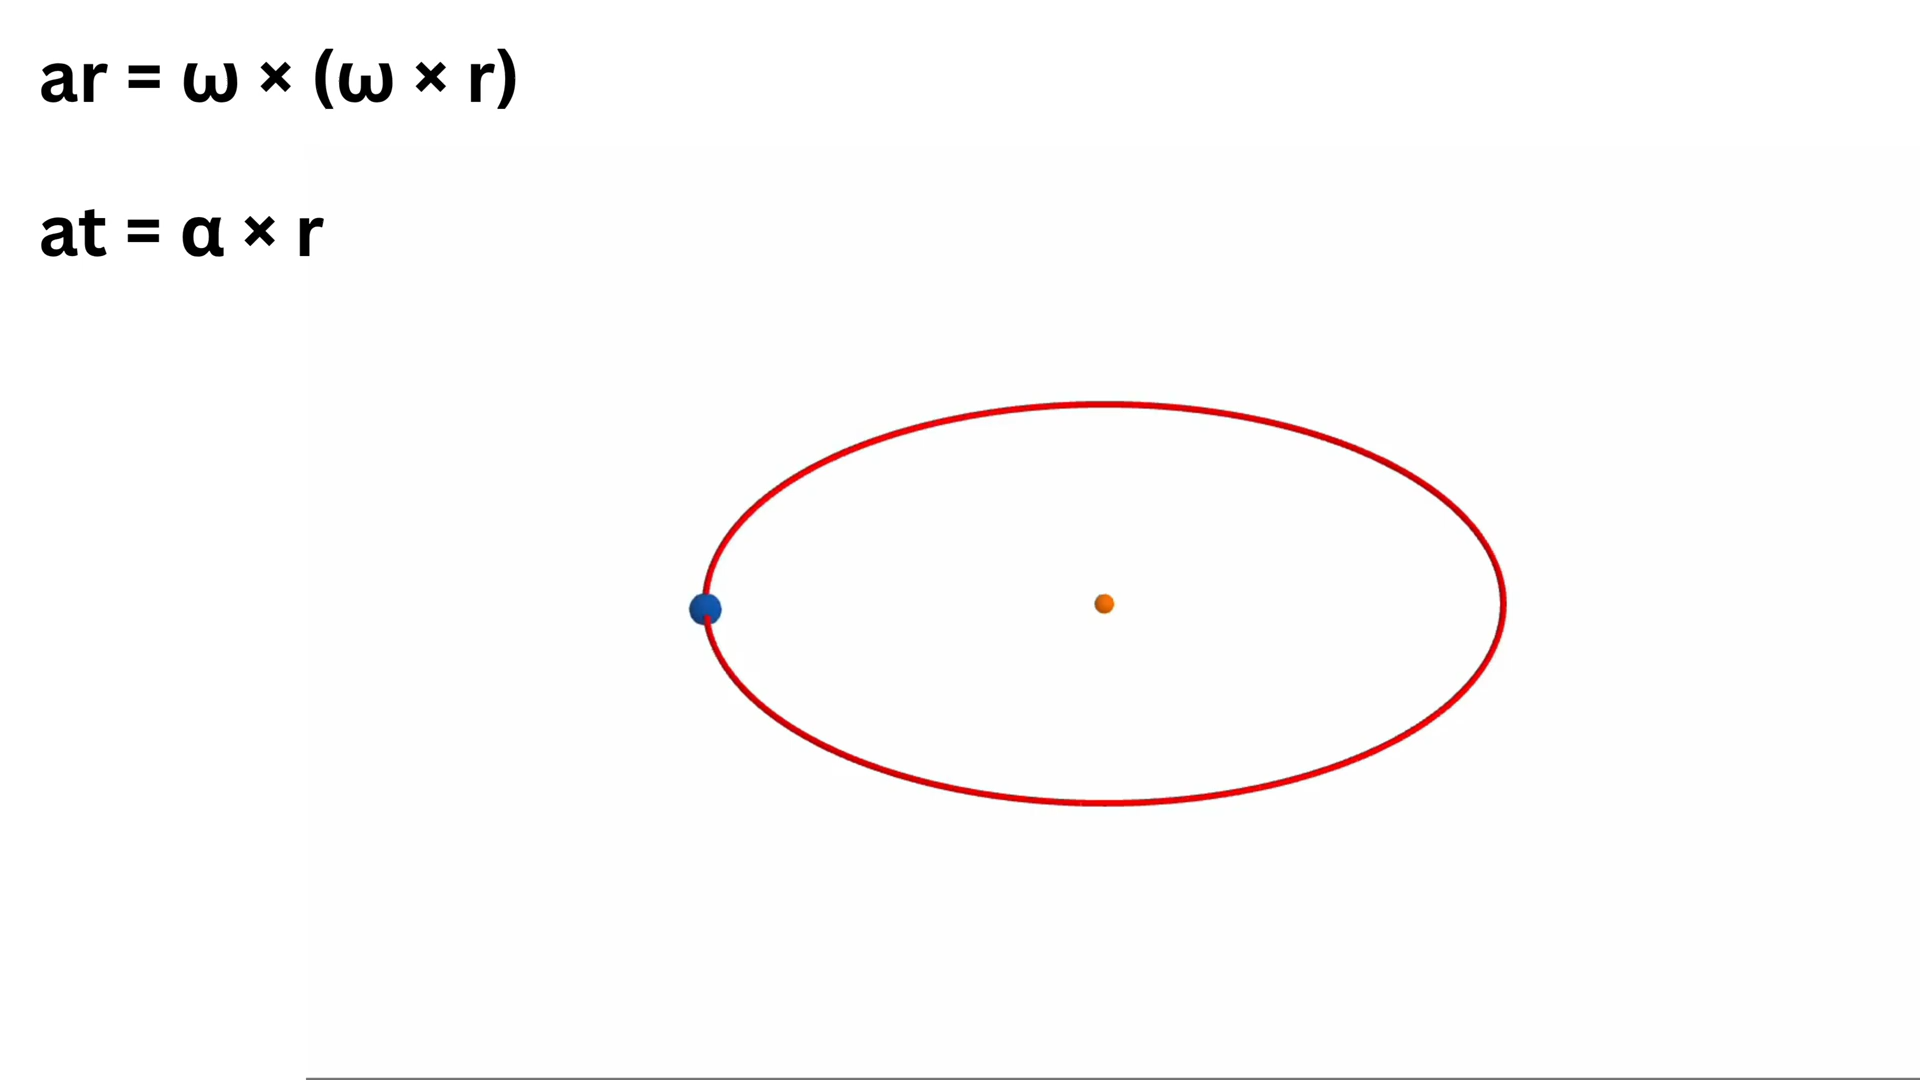 ar = ω × (ω × r)
at = α × r